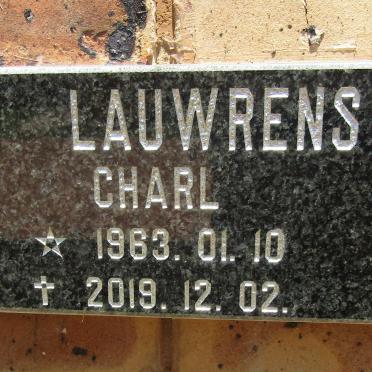 LAUWRENS
CHARL
☆ 1963. 01. 10
✝ 2019. 12. 02.